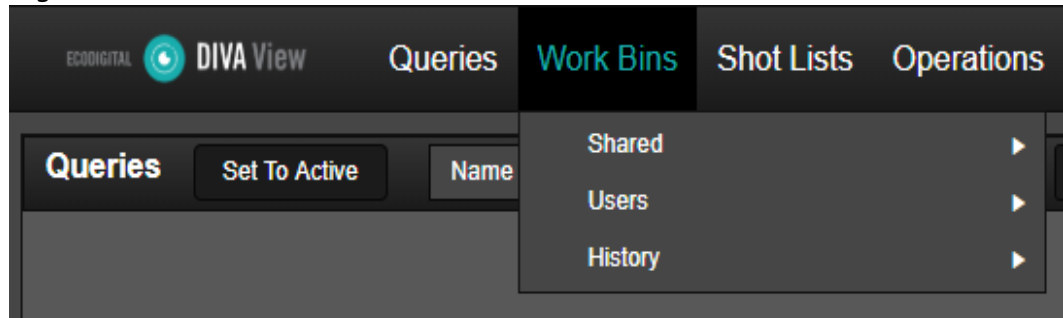 ECODIGITAL DIVA View Queries Work Bins Shot Lists Operations
Shared
Queries Set To Active Name
Users
History